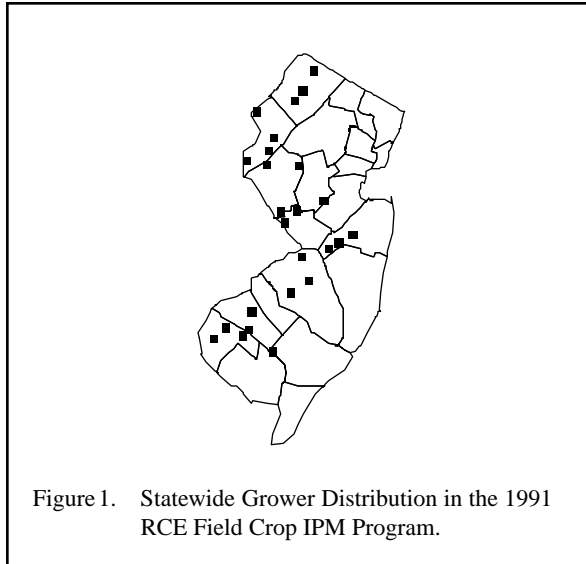 Figure 1. Statewide Grower Distribution in the 1991
RCE Field Crop IPM Program.